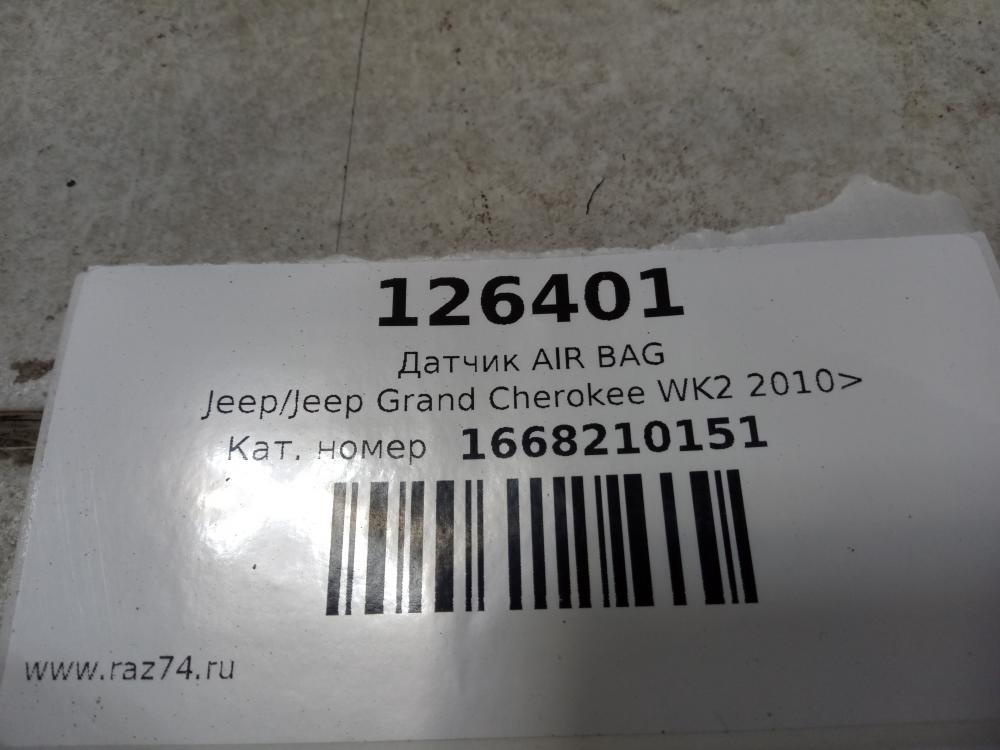 126401
Датчик AIR BAG
Jeep/Jeep Grand Cherokee WK2 2010>
Кат. номер 1668210151
www.raz74.ru